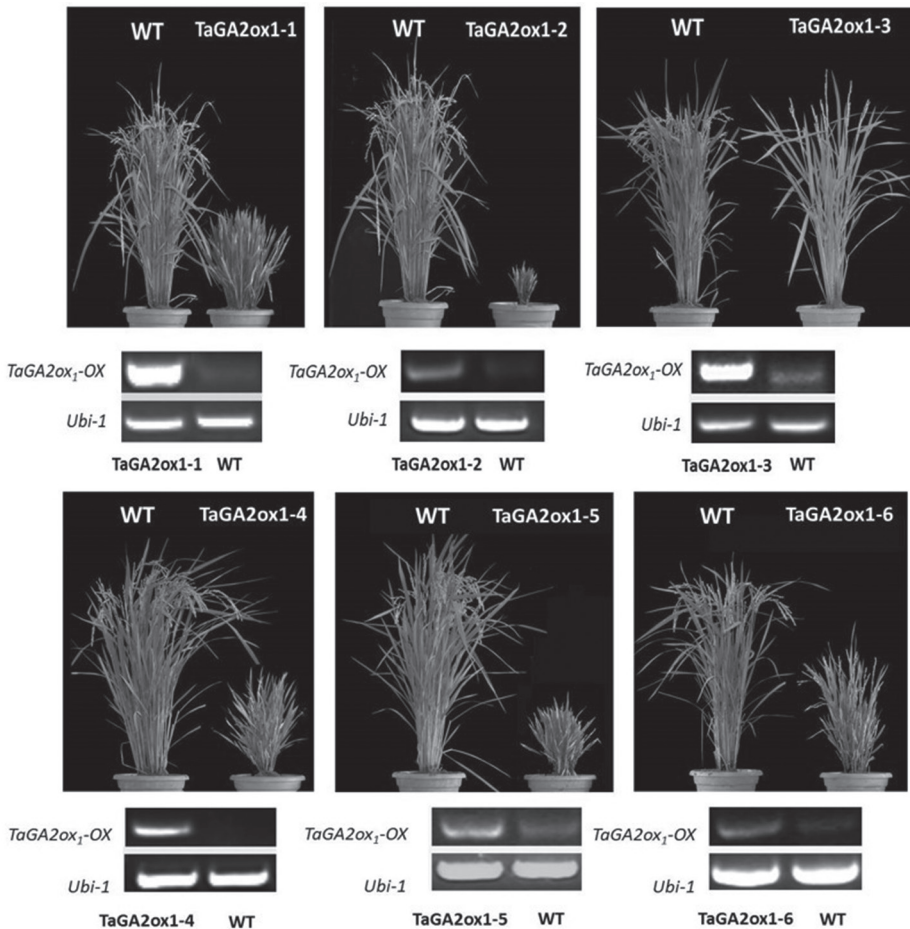 WT TaGA2ox1-1 WT TaGA2ox1-2 WT TaGA2ox1-3
TaGA2ox1-OX TaGA2ox1-OX TaGA2ox1-OX
Ubi-1 Ubi-1 Ubi-1
TaGA2ox1-1 WT TaGA2ox1-2 WT TaGA2ox1-3 WT
WT TaGA2ox1-4 WT TaGA2ox1-5 WT TaGA2ox1-6
TaGA2ox1-OX TaGA2ox1-OX TaGA2ox1-OX
Ubi-1 Ubi-1 Ubi-1
TaGA2ox1-4 WT TaGA2ox1-5 WT TaGA2ox1-6 WT